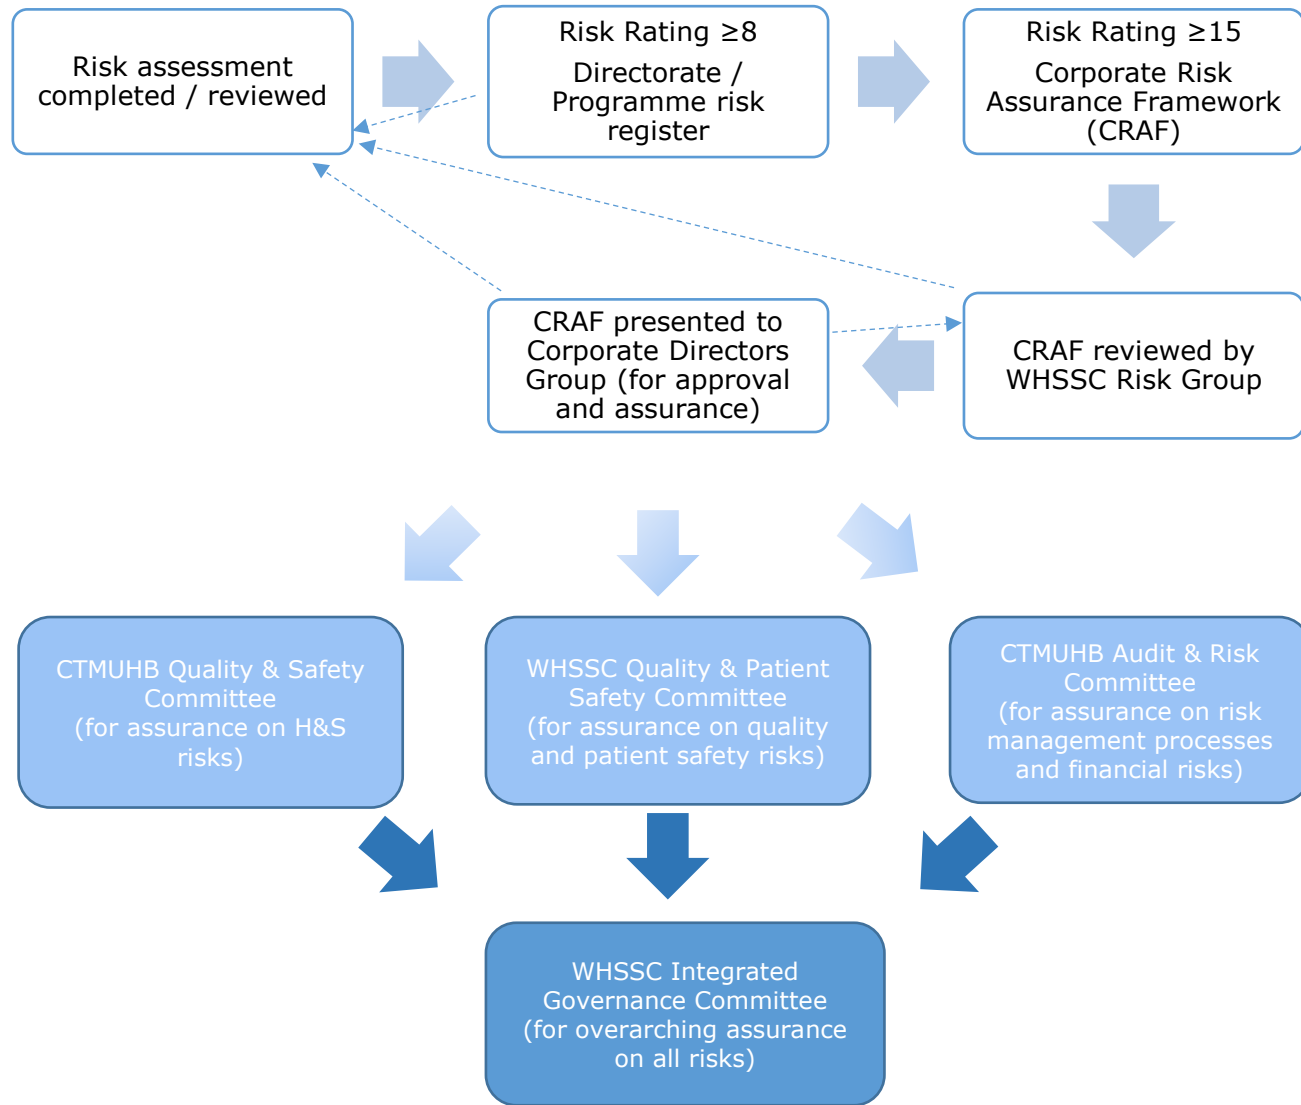 Risk assessment
completed / reviewed
Risk Rating ≥8
Directorate /
Programme risk
register
Risk Rating ≥15
Corporate Risk
Assurance Framework
(CRAF)
CRAF presented to
Corporate Directors
Group (for approval
and assurance)
CRAF reviewed by
WHSSC Risk Group
CTMUHB Quality & Safety
Committee
(for assurance on H&S
risks)
WHSSC Quality & Patient
Safety Committee
(for assurance on quality
and patient safety risks)
CTMUHB Audit & Risk
Committee
(for assurance on risk
management processes
and financial risks)
WHSSC Integrated
Governance Committee
(for overarching assurance
on all risks)